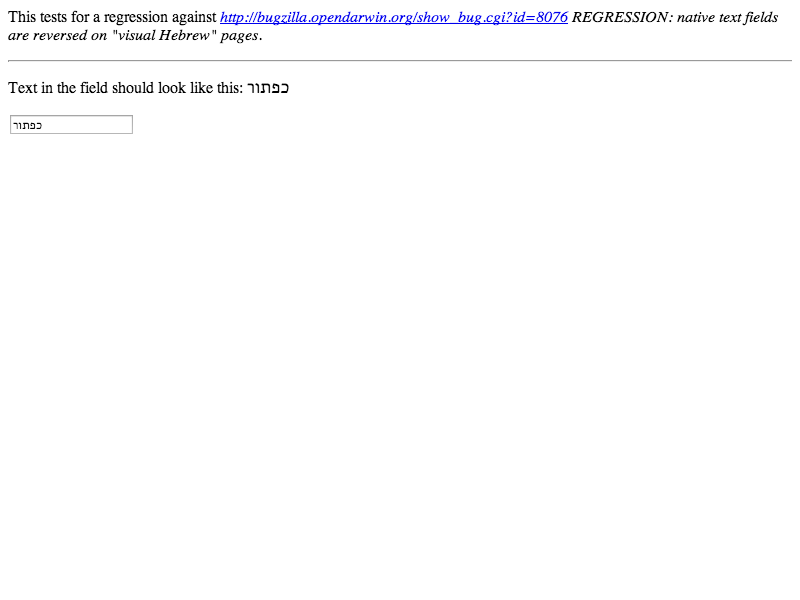 This tests for a regression against http://bugzilla.opendarwin.org/show_bug.cgi?id=8076 REGRESSION: native text fields
are reversed on "visual Hebrew" pages.
Text in the field should look like this: כפתור
כפתור